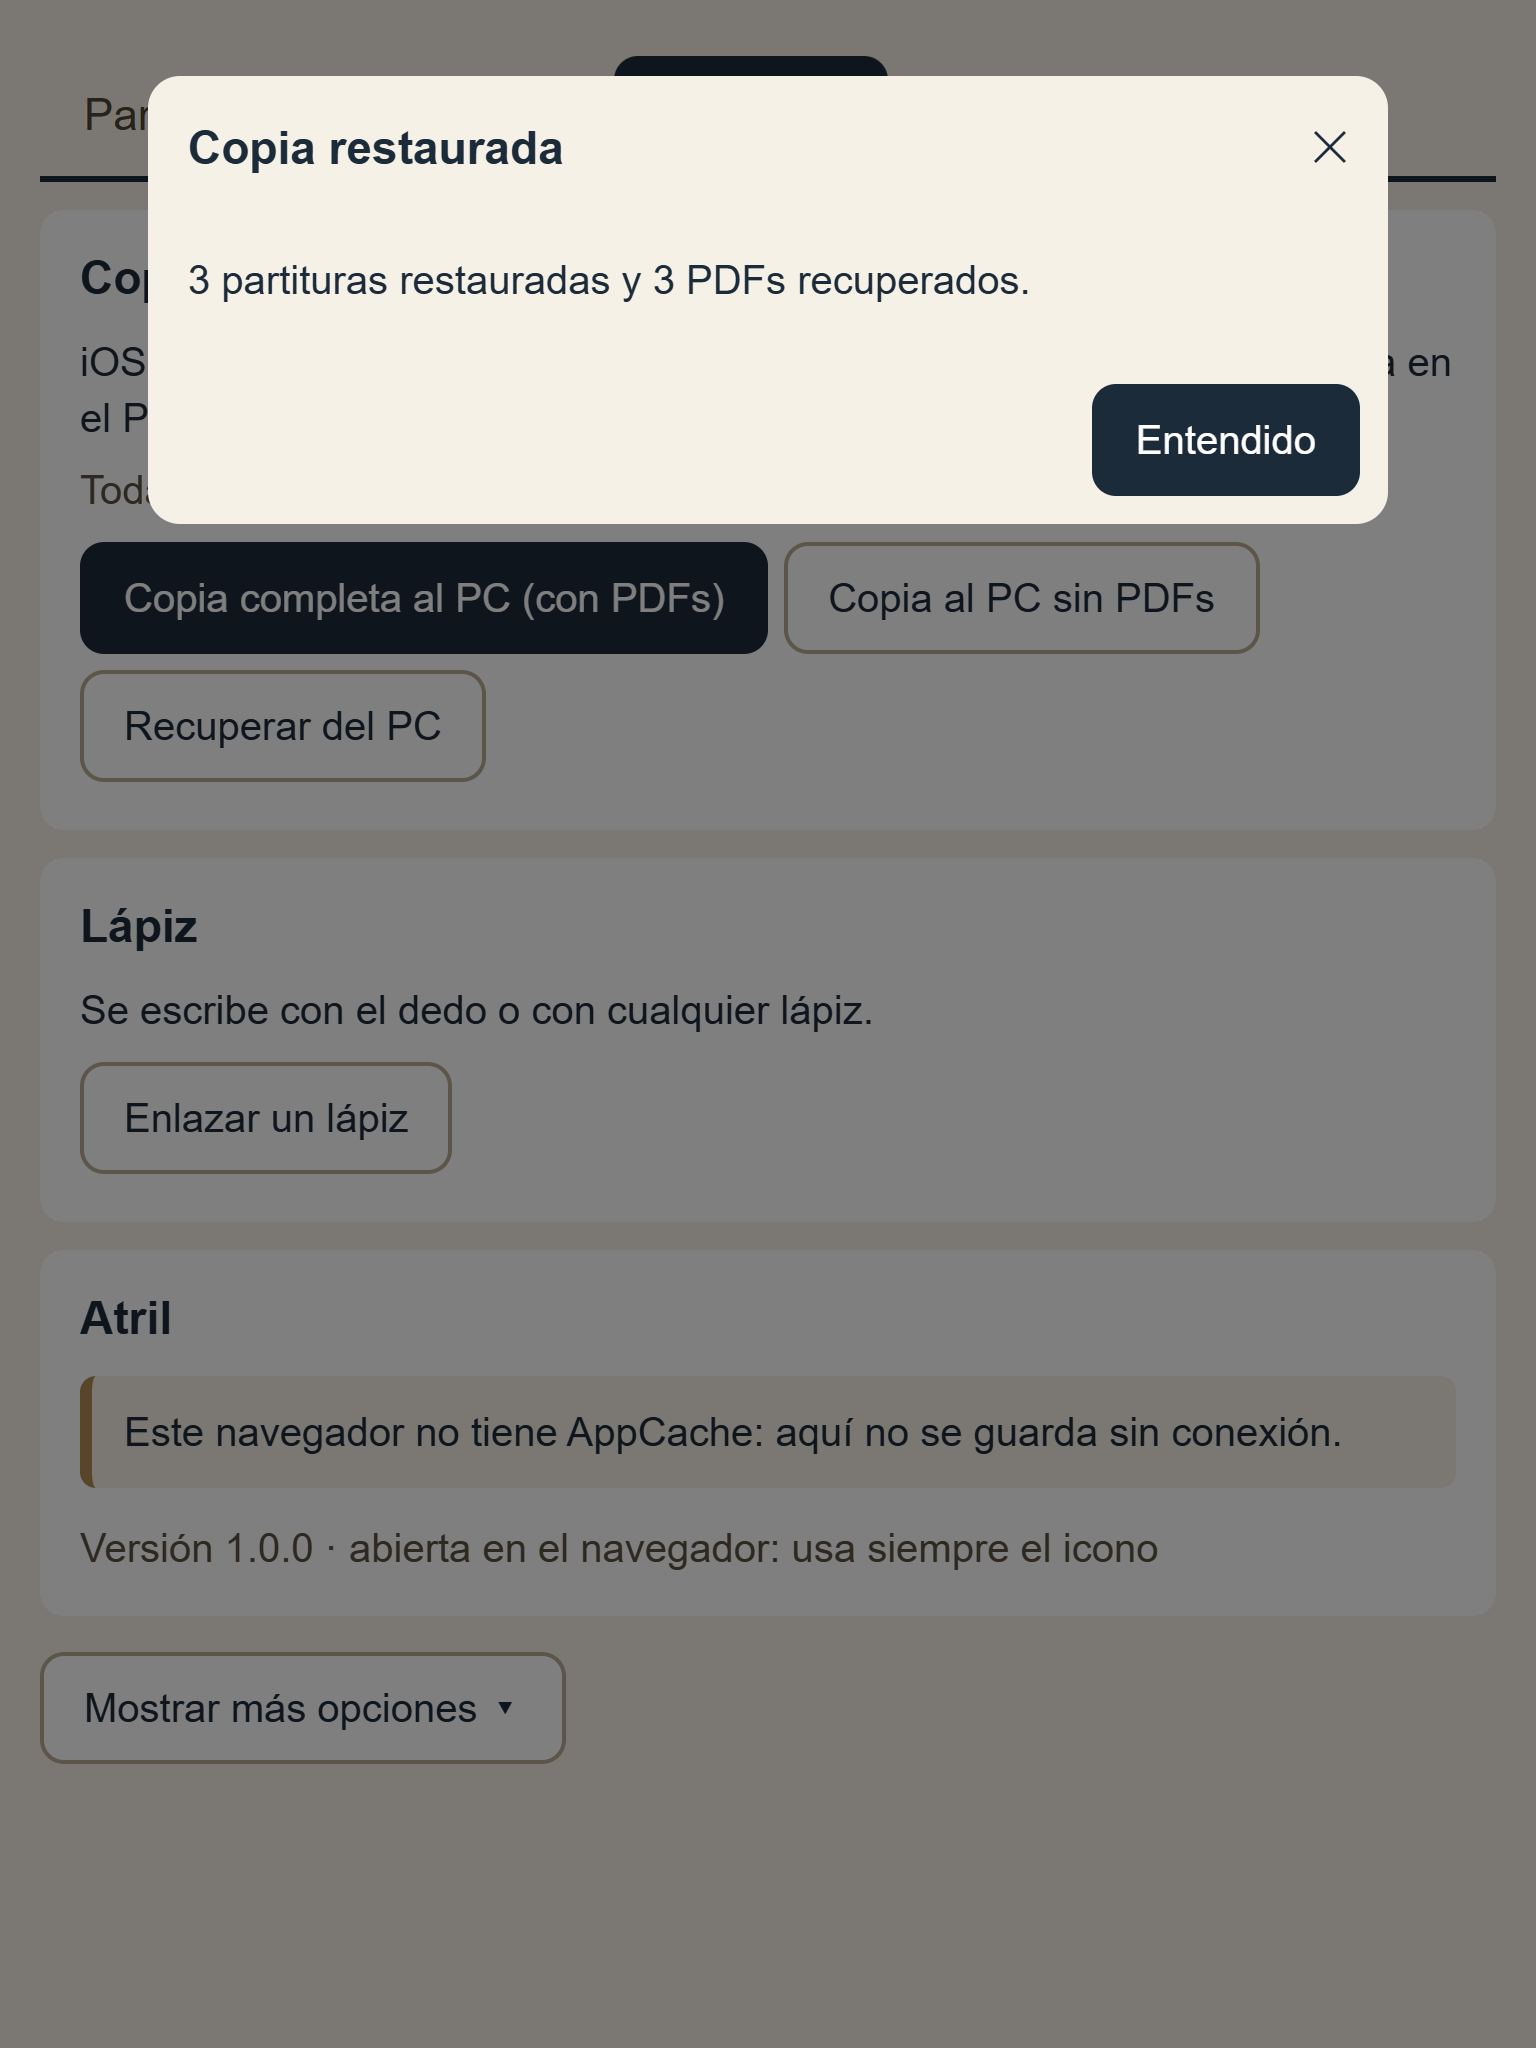 Copia restaurada
3 partituras restauradas y 3 PDFs recuperados.
iOS
en
el
Entendido
Copia completa al PC (con PDFs)
Copia al PC sin PDFs
Recuperar del PC
Lápiz
Se escribe con el dedo o con cualquier lápiz.
Enlazar un lápiz
Atril
Este navegador no tiene AppCache: aquí no se guarda sin conexión.
Versión 1.0.0 · abierta en el navegador: usa siempre el icono
Mostrar más opciones ▼